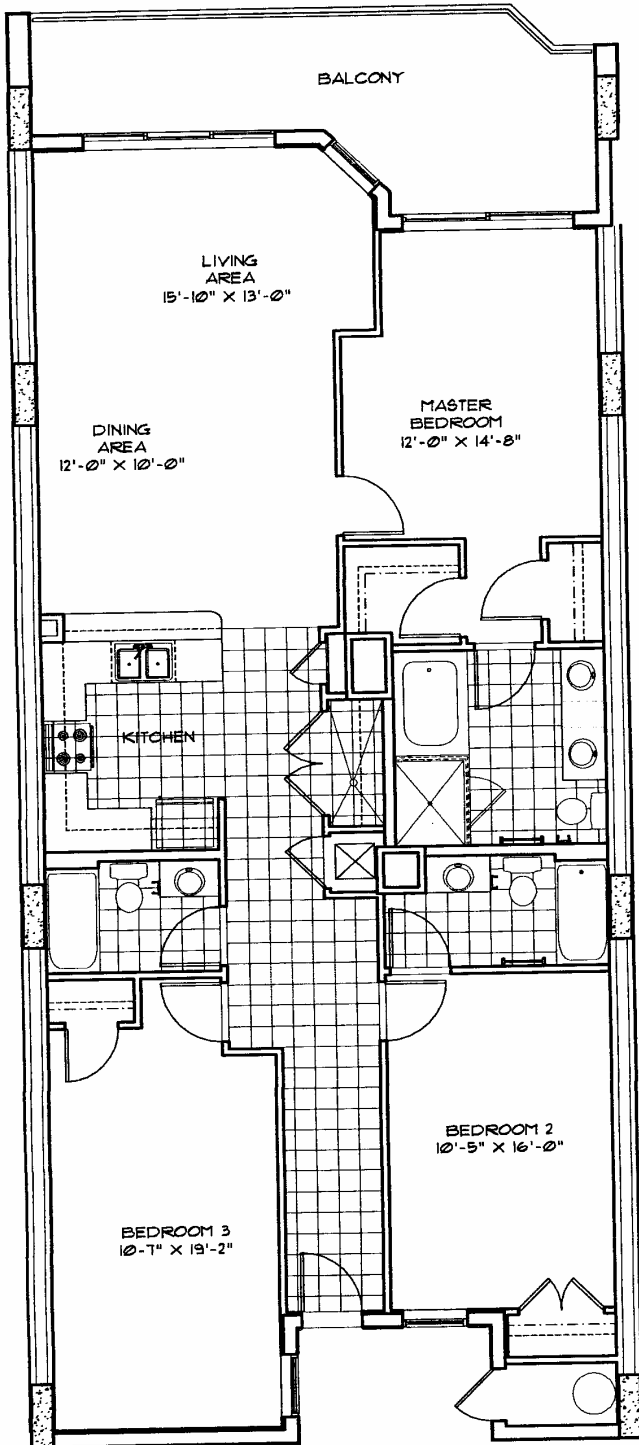 BALCONY
LIVING
AREA
15'-10" X 13'-0"
MASTER
BEDROOM
12'-0" X 14'-8"
DINING
AREA
12'-0" X 10'-0"
KITCHEN
BEDROOM 2
10'-5" X 16'-0"
BEDROOM 3
10-7" X 19'-2"